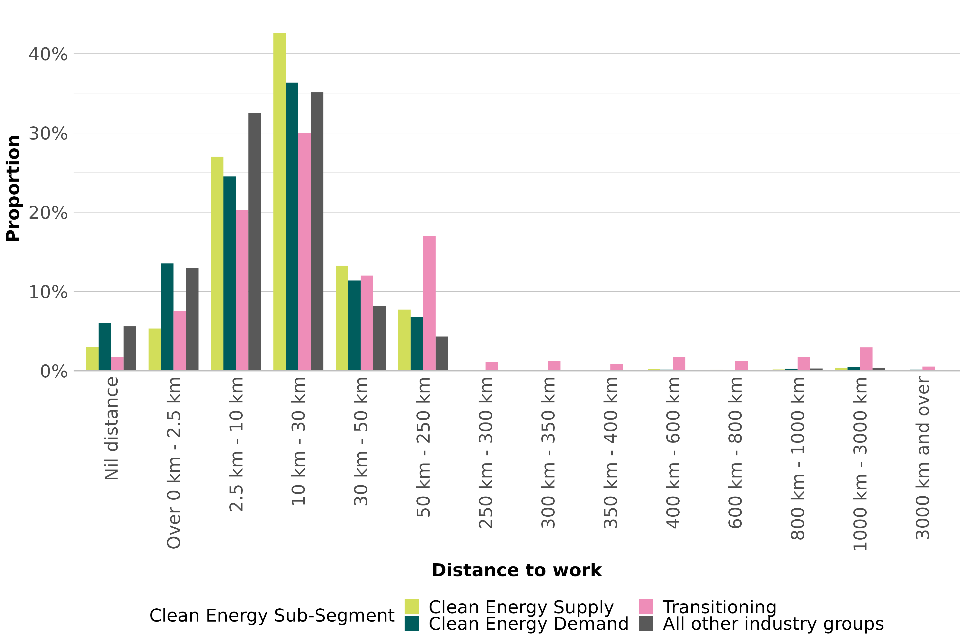 40%
30%
20%
10%
0%
Proportion
Nil distance
Over 0 km - 2.5 km
2.5 km - 10 km
10 km - 30 km
30 km - 50 km
50 km - 250 km
250 km - 300 km
300 km - 350 km
350 km - 400 km
400 km - 600 km
600 km - 800 km
800 km - 1000 km
1000 km - 3000 km
3000 km and over
Distance to work
Clean Energy Sub-Segment
Clean Energy Supply
Clean Energy Demand
Transitioning
All other industry groups